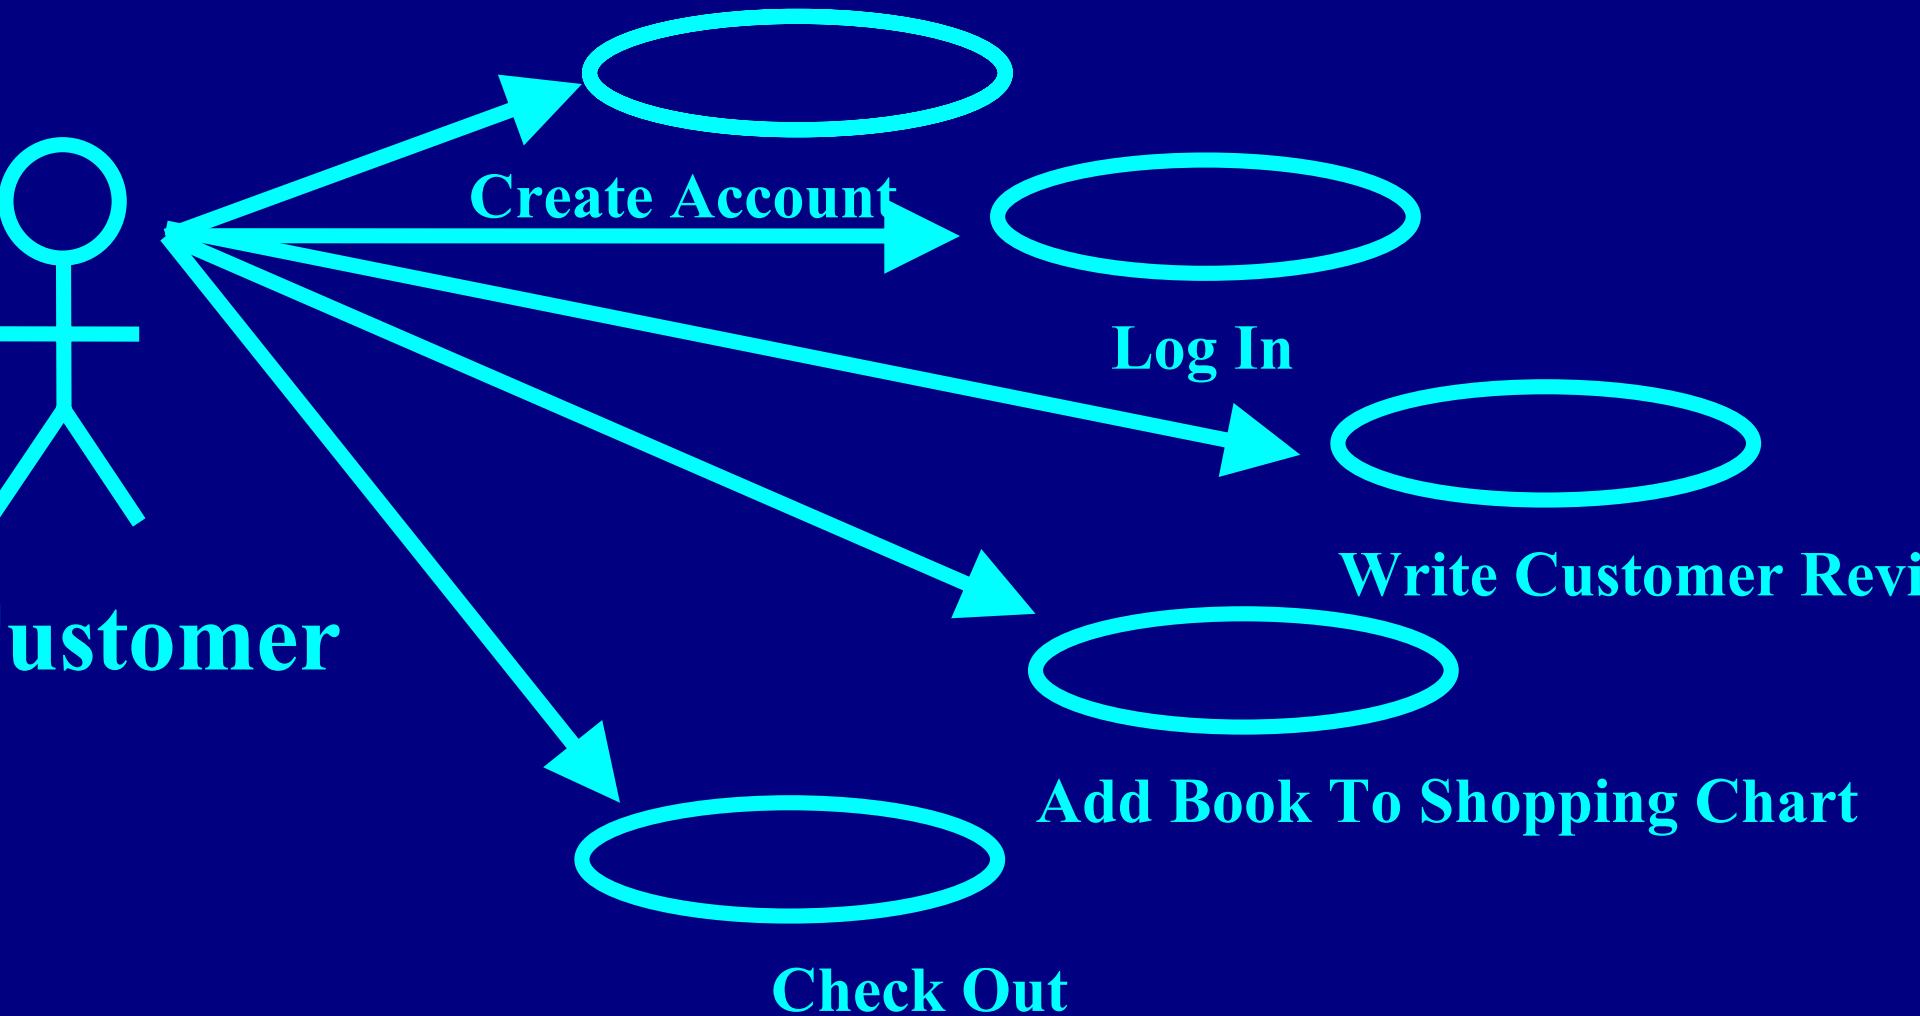 Create Account
Log In
Write Customer Revi
ustomer
Add Book To Shopping Chart
Check Out